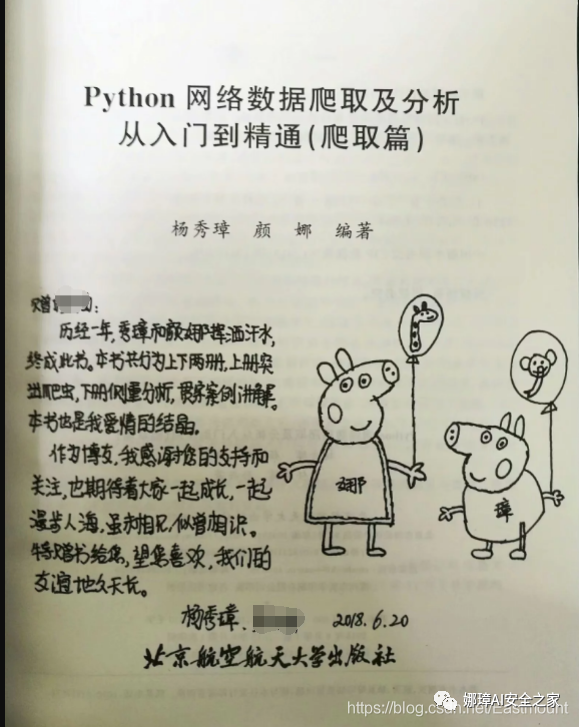 Python 网络数据爬取及分析
从入门到精通(爬取篇)
杨秀璋 颜 娜 编著
赠
历经一年,秀璋和颜娜挥洒汗水,
终成此书。本书共分为上下两册,上册突
出爬虫,下册侧重分析,贯穿案例讲解。
本书也是我爱情的结晶。
作为博友,我感谢您的支持和
关注,也期待着大家一起成长,一起
漫步人海,虽未相见,似曾相识。
特赠书给您,望您喜欢,我们的
友谊地久天长。
娜
璋
杨秀璋、
2018.6.20
北京航空航天大学出版社
娜璋AI安全之家
https://blog.csdn.net/Eastmount